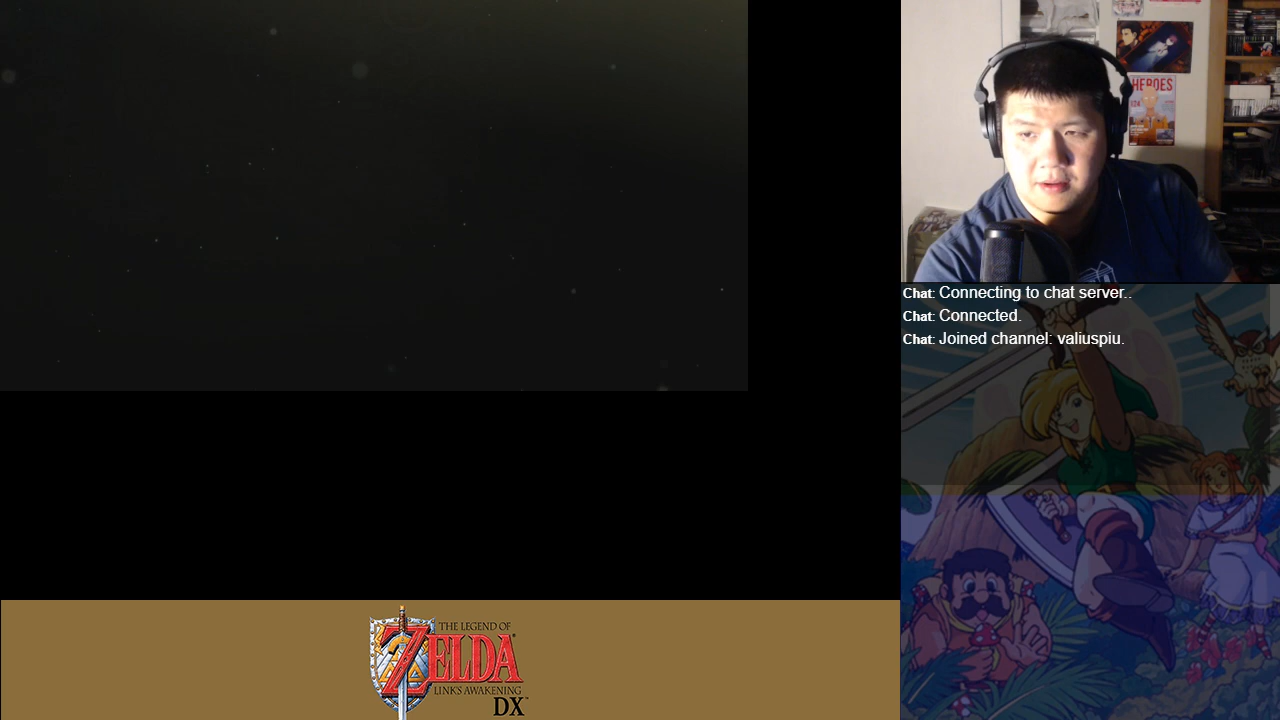 HEROES
Chat: Connecting to chat server..
Chat: Connected.
Chat: Joined channel: valiuspiu.
THE LEGEND OF
ZELDA
LINK'S AWAKENING
DX